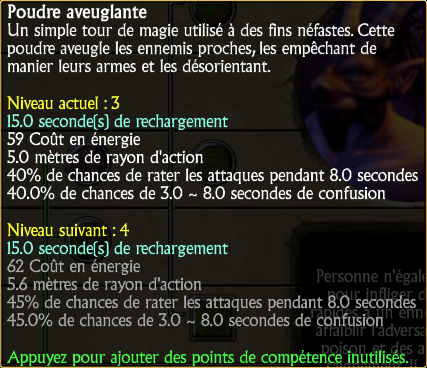 Poudre aveuglante
Un simple tour de magie utilisé à des fins néfastes. Cette
poudre aveugle les ennemis proches, les empêchant de
manier leurs armes et les désorientant.
Niveau actuel : 3
15.0 seconde(s) de rechargement
59 Coût en énergie
5.0 mètres de rayon d'action
40% de chances de rater les attaques pendant 8.0 secondes
40.0% de chances de 3.0 ~ 8.0 secondes de confusion
Niveau suivant : 4
15.0 seconde(s) de rechargement
62 Coût en énergie
5.6 mètres de rayon d'action
45% de chances de rater les attaques pendant 8.0 secondes
45.0% de chances de 3.0 ~ 8.0 secondes de confusion
Appuyez pour ajouter des points de compétence inutilisés.
Personne n'égale
pour infliger
rapides à un enne
affaiblir l'adversa
poison et des a